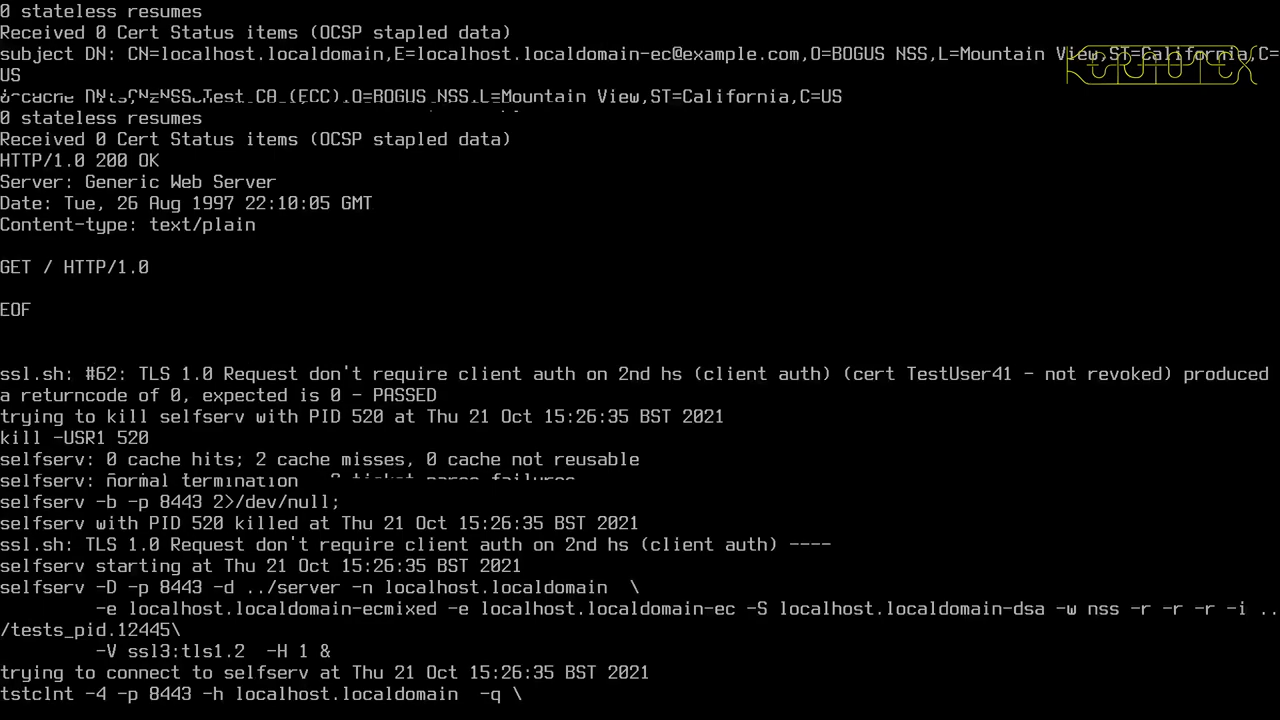 0 stateless resumes
Received 0 Cert Status items (OCSP stapled data)
subject DN: CN=localhost.localdomain,E=localhost.localdomain-ec@example.com,O=BOGUS NSS,L=Mountain View,ST=California,C=
US
CN=NSS Test CA (ECC),O=BOGUS NSS,L=Mountain View,ST=California,C=US
0 stateless resumes
Received 0 Cert Status items (OCSP stapled data)
HTTP/1.0 200 OK
Server: Generic Web Server
Date: Tue, 26 Aug 1997 22:10:05 GMT
Content-type: text/plain
GET / HTTP/1.0
EOF
ssl.sh: #62: TLS 1.0 Request don't require client auth on 2nd hs (client auth) (cert TestUser41 - not revoked) produced
a returncode of 0, expected is 0 - PASSED
trying to kill selfserv with PID 520 at Thu 21 Oct 15:26:35 BST 2021
kill -USR1 520
selfserv: 0 cache hits; 2 cache misses, 0 cache not reusable
selfserv: normal termination
selfserv -b -p 8443 2>/dev/null;
selfserv with PID 520 killed at Thu 21 Oct 15:26:35 BST 2021
ssl.sh: TLS 1.0 Request don't require client auth on 2nd hs (client auth) ----
selfserv starting at Thu 21 Oct 15:26:35 BST 2021
selfserv -D -p 8443 -d ../server -n localhost.localdomain  \
-e localhost.localdomain-ecmixed -e localhost.localdomain-ec -S localhost.localdomain-dsa -w nss -r -r -r -i ..
/tests_pid.12445\
-V ssl3:tls1.2  -H 1 &
trying to connect to selfserv at Thu 21 Oct 15:26:35 BST 2021
tstclnt -4 -p 8443 -h localhost.localdomain  -q \